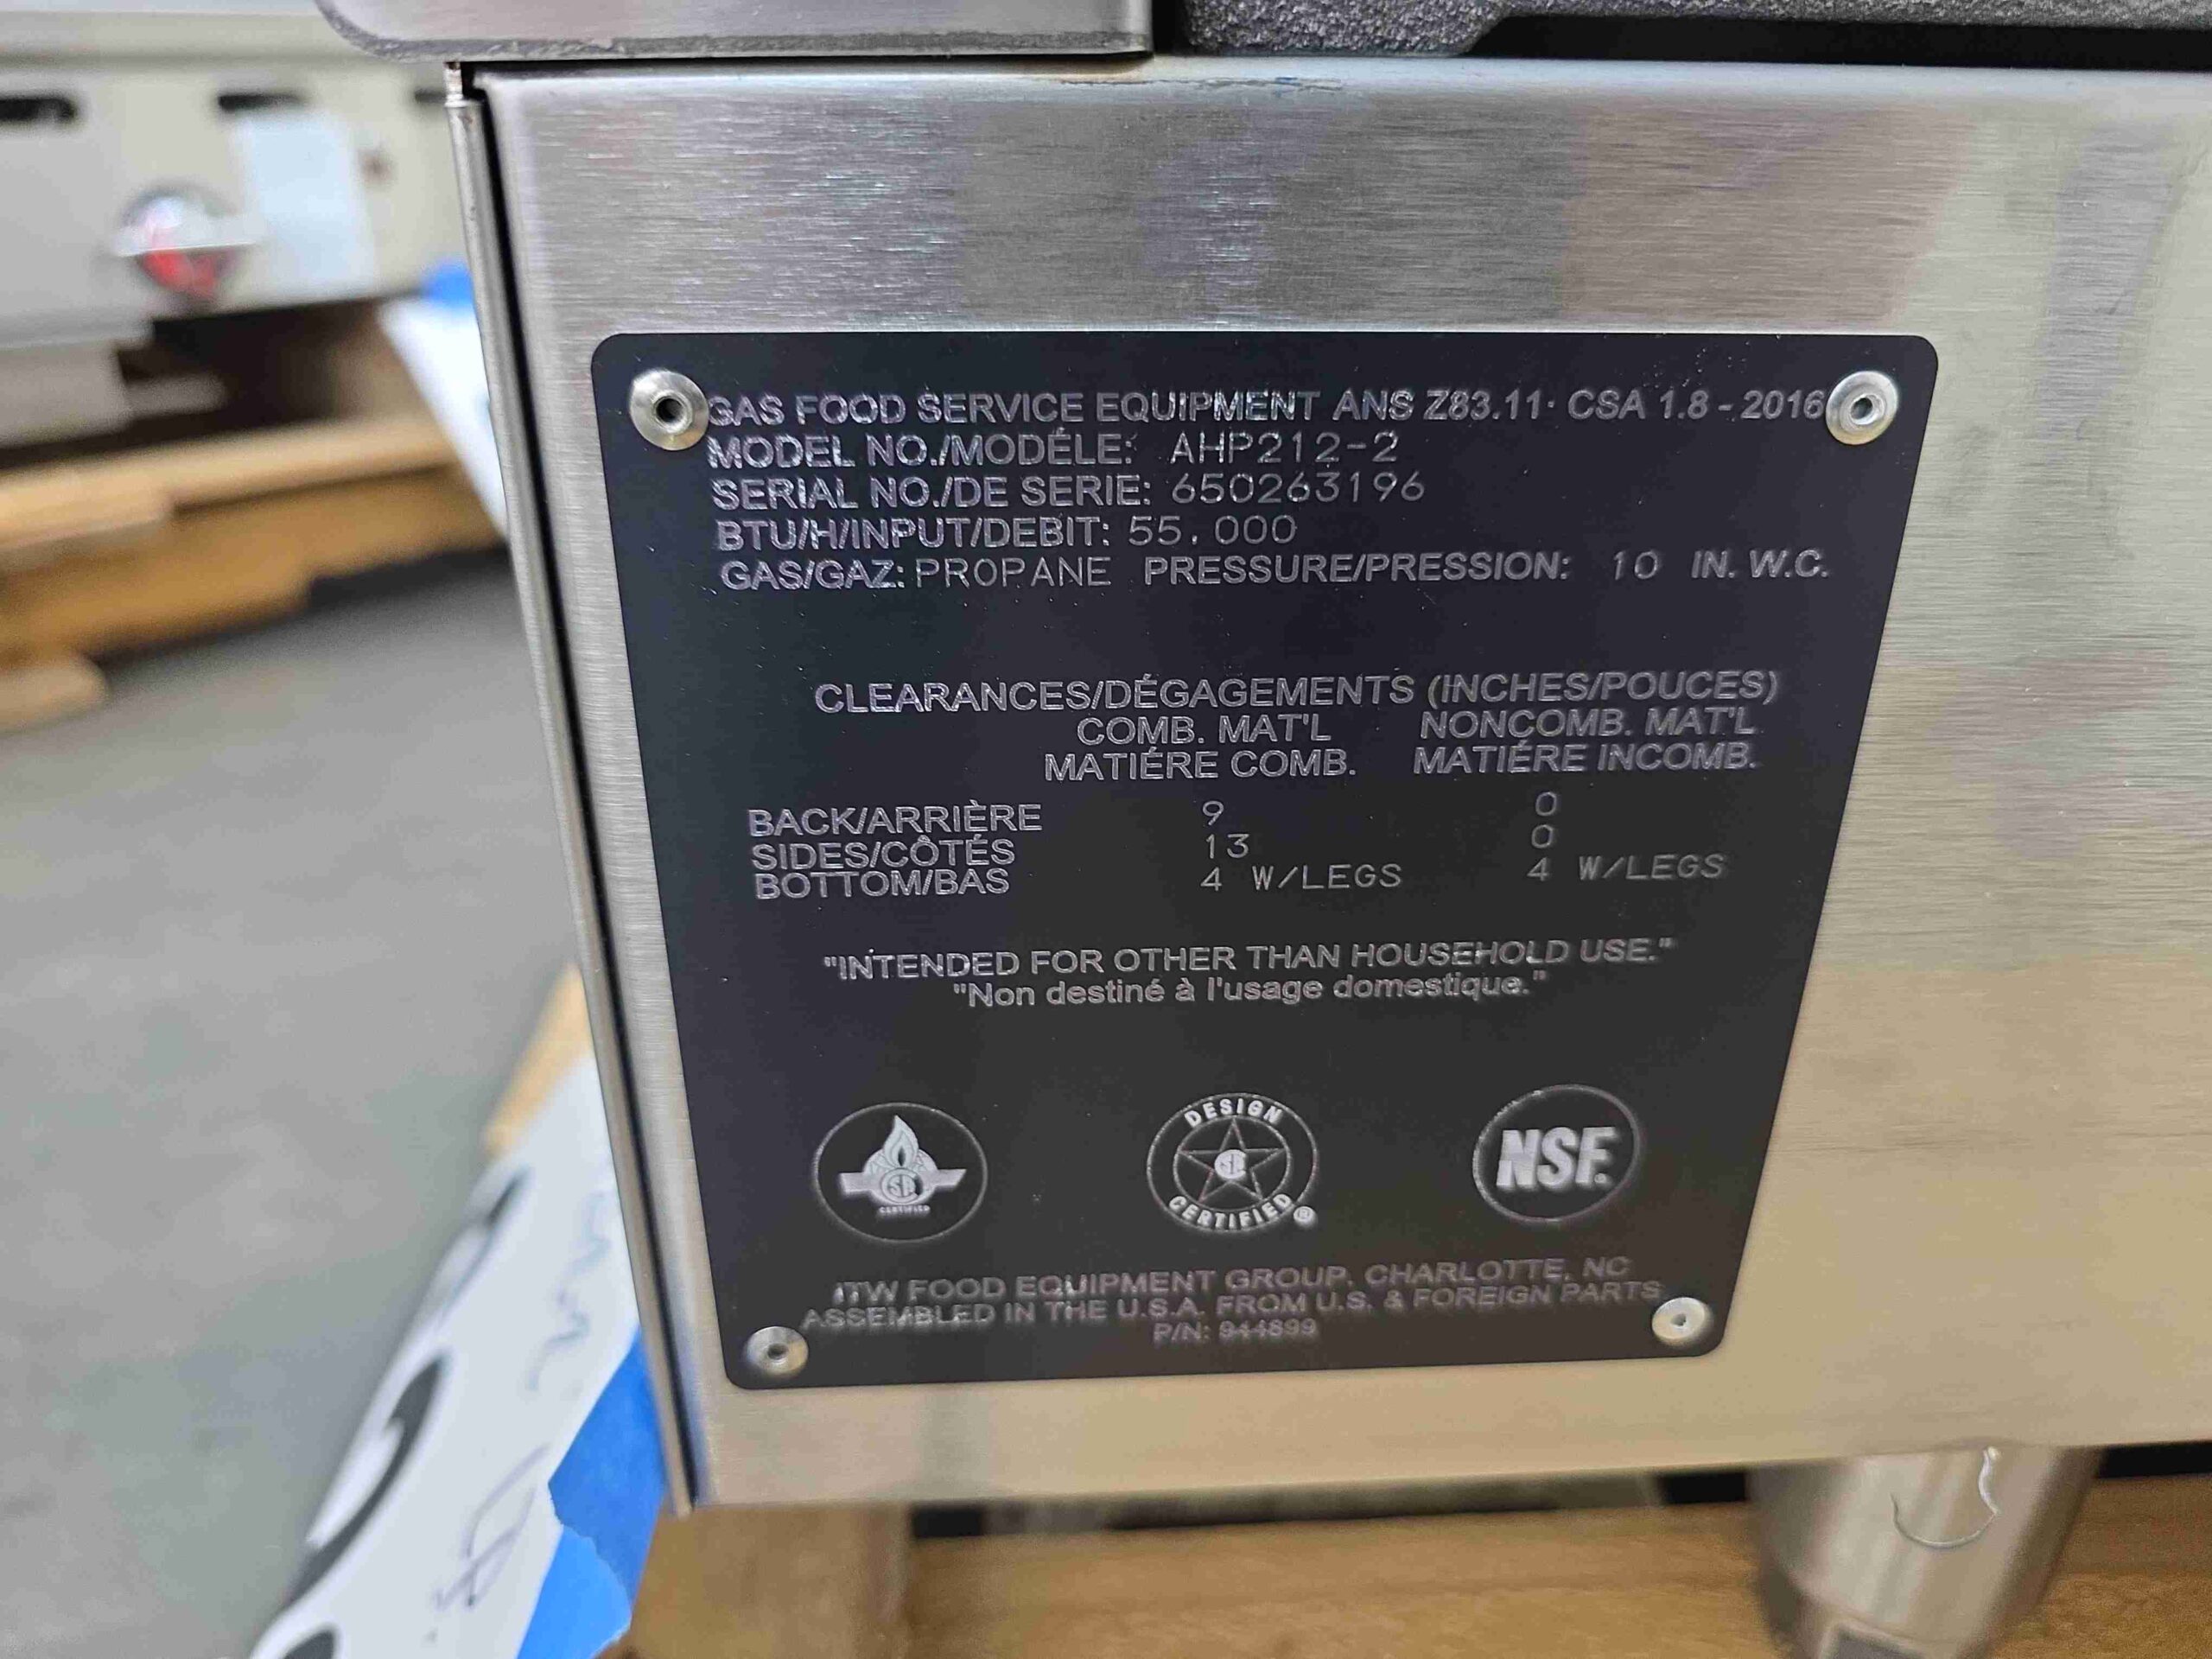 GAS FOOD SERVICE EQUIPMENT ANS Z83.11· CSA 1.8 - 2016
MODEL NO./MODÉLE: AHP212-2
SERIAL NO./DE SERIE: 650263196
BTU/H/INPUT/DEBIT: 55,000
GAS/GAZ: PROPANE PRESSURE/PRESSION: 10 IN. W.C.
CLEARANCES/DÉGAGEMENTS (INCHES/POUCES)
COMB. MAT'L NONCOMB. MAT'L
MATIÉRE COMB. MATIÉRE INCOMB.
BACK/ARRIÈRE 9 0
SIDES/CÔTÉS 13 0
BOTTOM/BAS 4 W/LEGS 4 W/LEGS
"INTENDED FOR OTHER THAN HOUSEHOLD USE."
"Non destiné à l'usage domestique."
SA CERTIFIED
DESIGN SA CERTIFIED ®
NSF.
ITW FOOD EQUIPMENT GROUP, CHARLOTTE, NC
ASSEMBLED IN THE U.S.A. FROM U.S. & FOREIGN PARTS
P/N: 944899